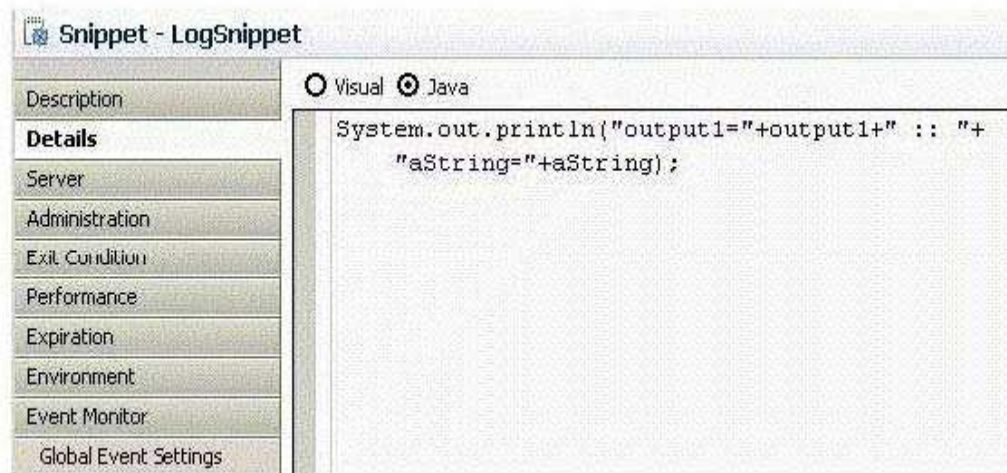 Snippet - LogSnippet
Description
Details
Server
Administration
Exit Condition
Performance
Expiration
Environment
Event Monitor
Global Event Settings
Visual Java
System.out.println("output1="+output1+" :: "+
"aString="+aString);